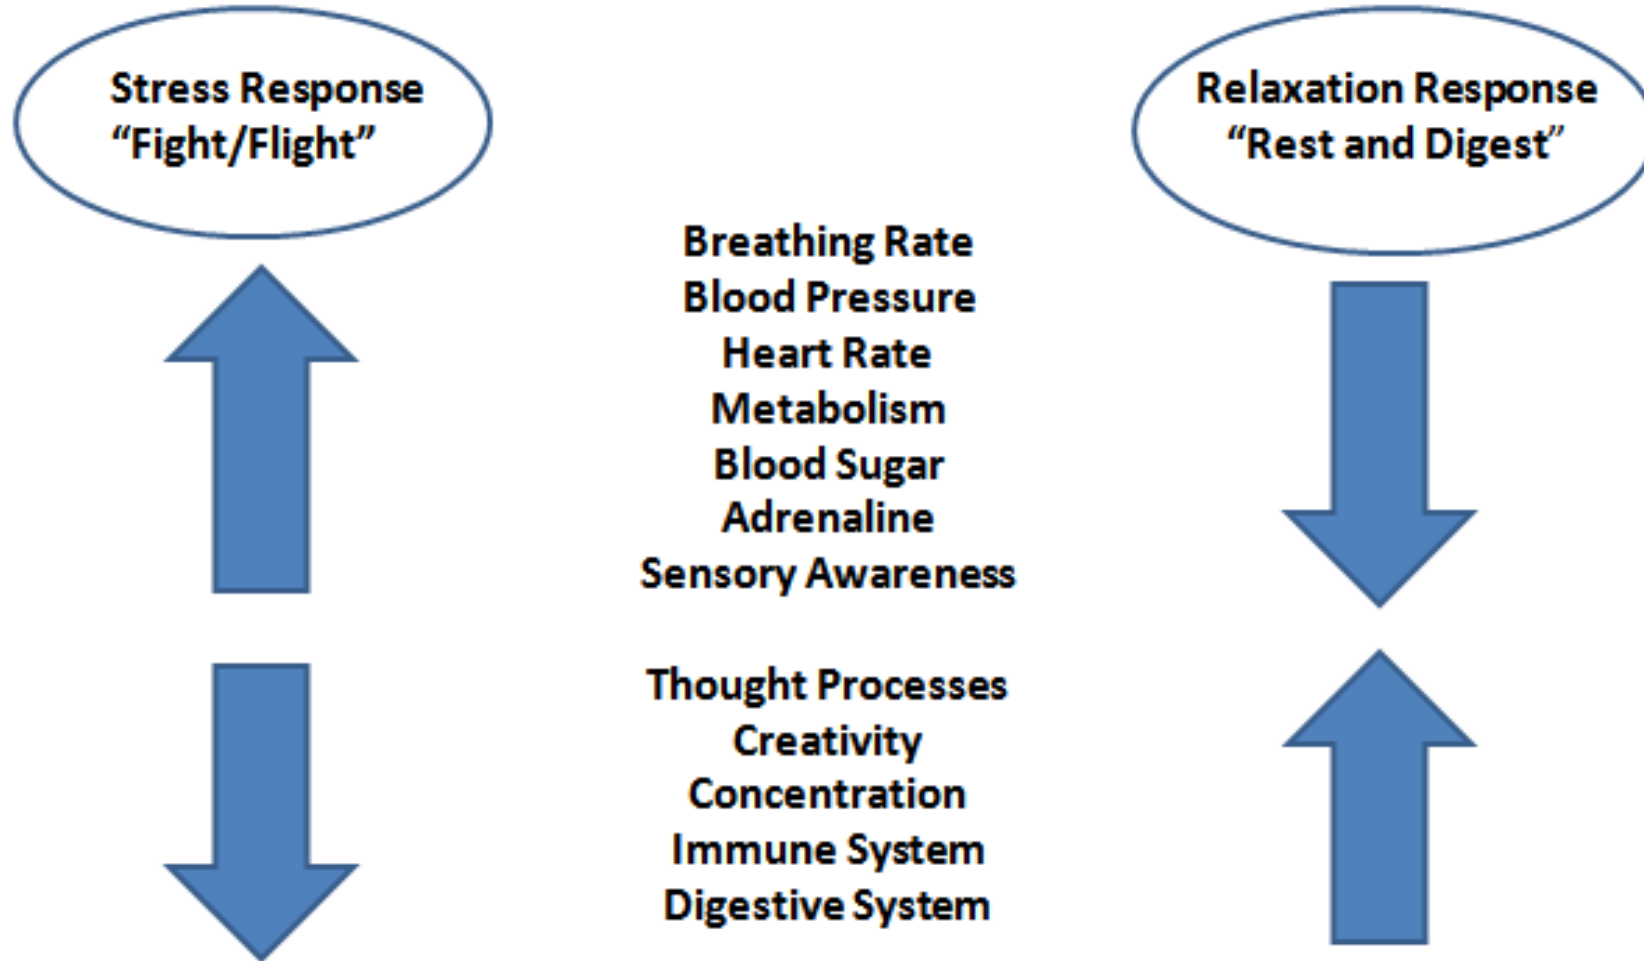 Stress Response
“Fight/Flight”
Relaxation Response
“Rest and Digest”
Breathing Rate
Blood Pressure
Heart Rate
Metabolism
Blood Sugar
Adrenaline
Sensory Awareness
Thought Processes
Creativity
Concentration
Immune System
Digestive System